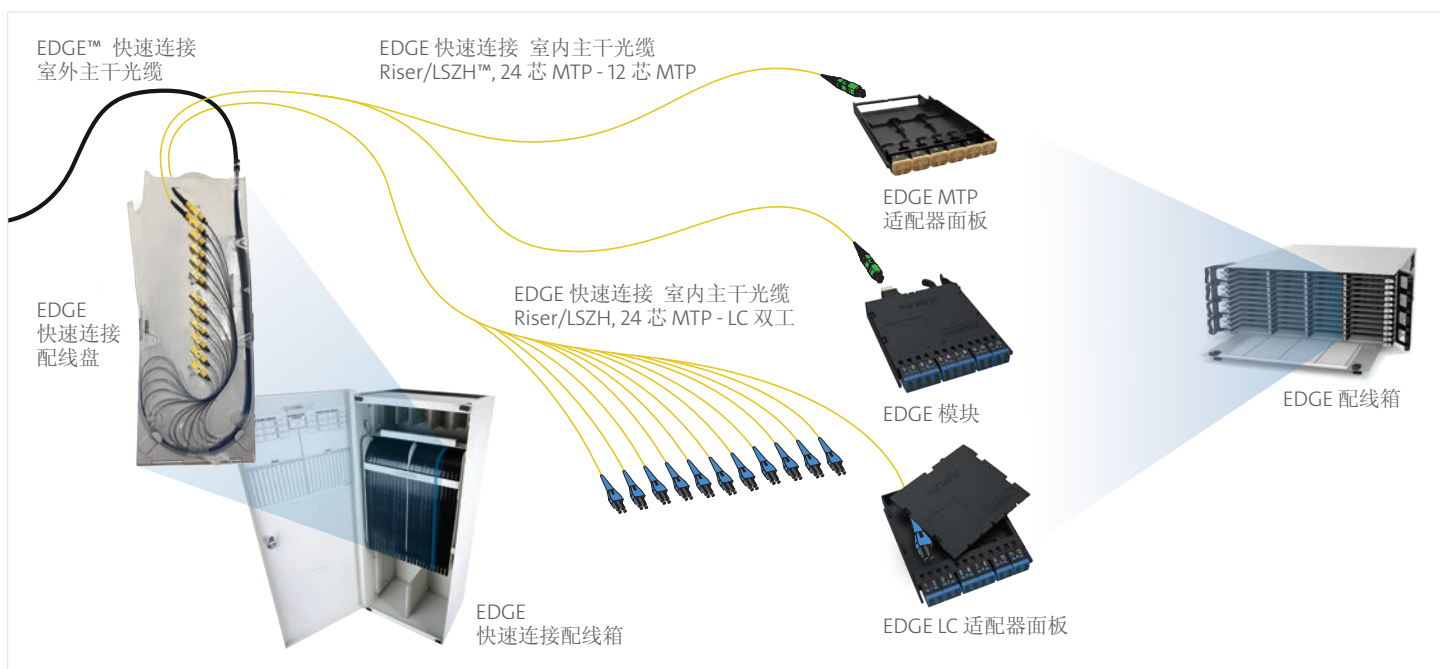 EDGE™ 快速连接
室外主干光缆
EDGE 快速连接 室内主干光缆
Riser/LSZH™, 24 芯 MTP - 12 芯 MTP
EDGE MTP
适配器面板
EDGE
快速连接
配线盘
EDGE 快速连接 室内主干光缆
Riser/LSZH, 24 芯 MTP - LC 双工
EDGE 模块
EDGE 配线箱
EDGE
快速连接配线箱
EDGE LC 适配器面板